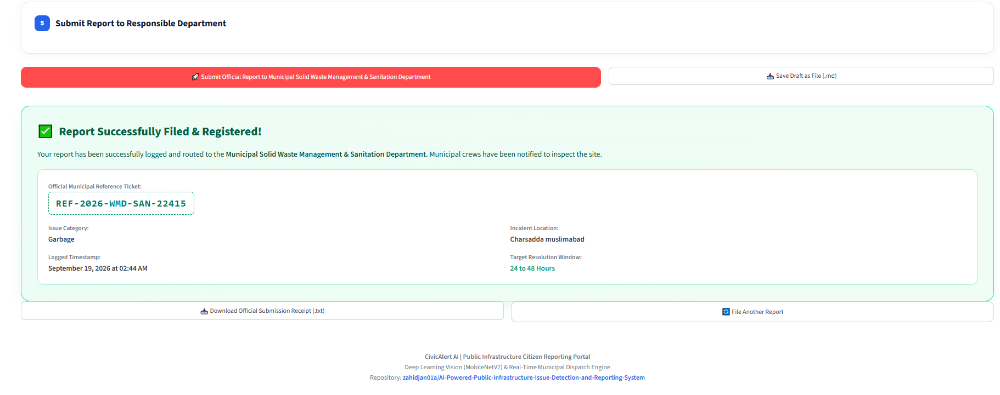 5 Submit Report to Responsible Department
🚀 Submit Official Report to Municipal Solid Waste Management & Sanitation Department
📥 Save Draft as File (.md)
✅ Report Successfully Filed & Registered!
Your report has been successfully logged and routed to the Municipal Solid Waste Management & Sanitation Department. Municipal crews have been notified to inspect the site.
Official Municipal Reference Ticket:
REF-2026-WMD-SAN-22415
Issue Category:
Garbage
Incident Location:
Charsadda muslimabad
Logged Timestamp:
September 19, 2026 at 02:44 AM
Target Resolution Window:
24 to 48 Hours
📥 Download Official Submission Receipt (.txt)
🔄 File Another Report
CivicAlert AI | Public Infrastructure Citizen Reporting Portal
Deep Learning Vision (MobileNetV2) & Real-Time Municipal Dispatch Engine
Repository: zahidjan01a/AI-Powered-Public-Infrastructure-Issue-Detection-and-Reporting-System